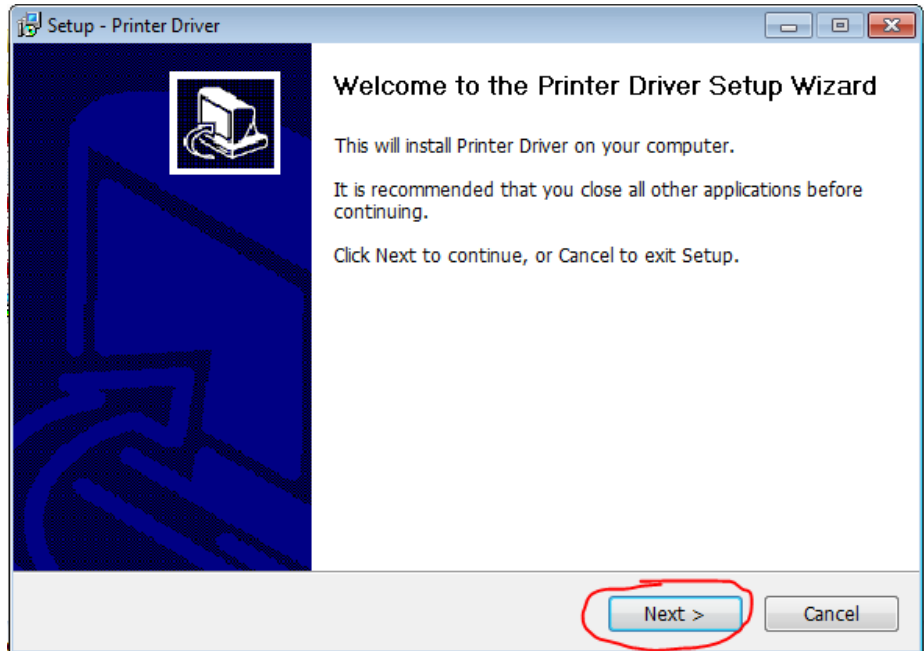 Setup - Printer Driver
Welcome to the Printer Driver Setup Wizard
This will install Printer Driver on your computer.
It is recommended that you close all other applications before
continuing.
Click Next to continue, or Cancel to exit Setup.
Next >
Cancel